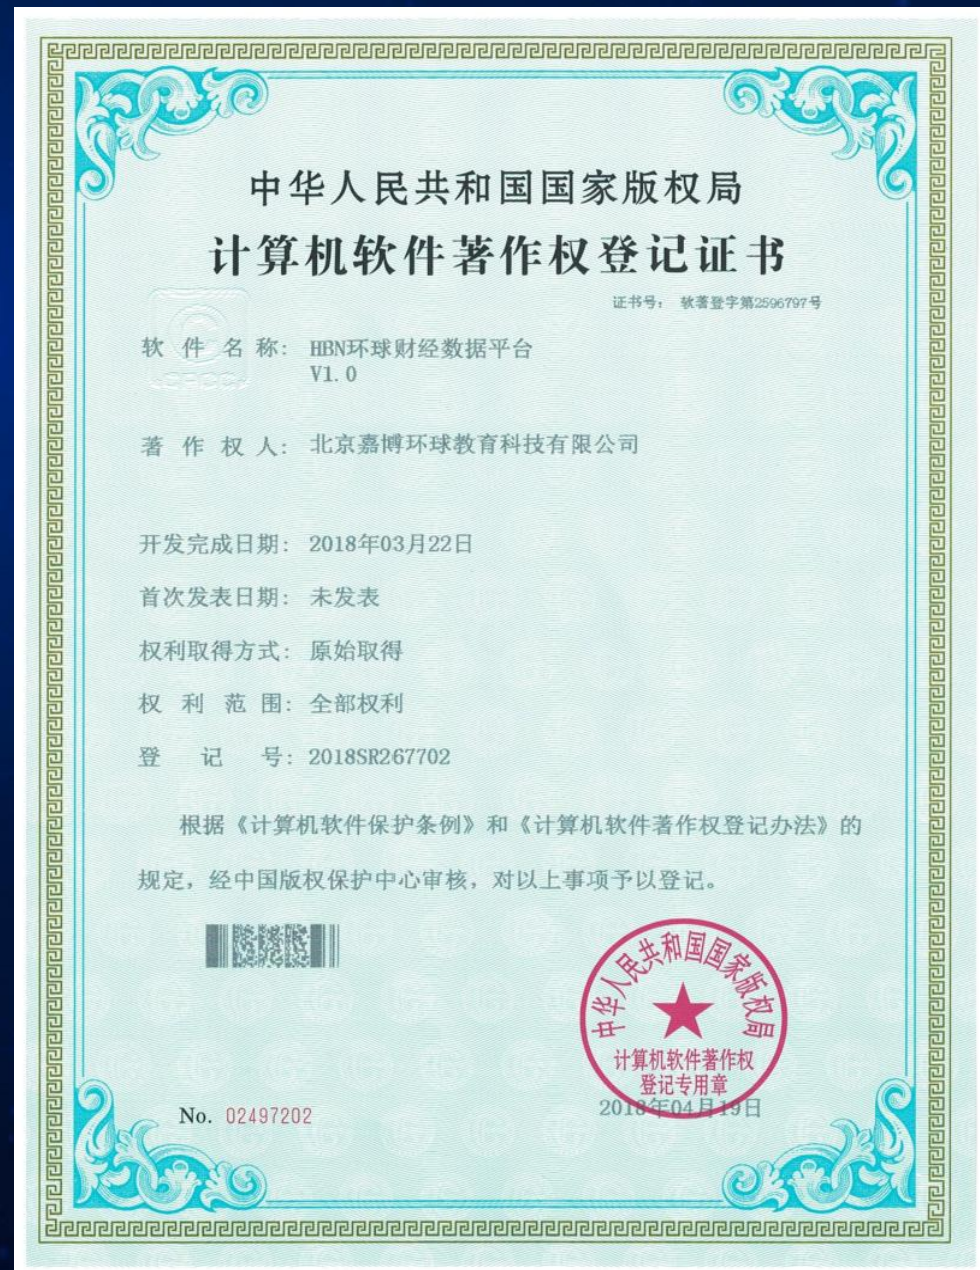 中华人民共和国国家版权局
计算机软件著作权登记证书
证书号: 软著登字第2596797号
软件名称: HBN环球财经数据平台
V1.0
著作权人: 北京嘉博环球教育科技有限公司
开发完成日期: 2018年03月22日
首次发表日期: 未发表
权利取得方式: 原始取得
权利范围: 全部权利
登记号: 2018SR267702
根据《计算机软件保护条例》和《计算机软件著作权登记办法》的
规定,经中国版权保护中心审核,对以上事项予以登记。
中华人民共和国国家版权局
计算机软件著作权
登记专用章
2018年04月19日
No. 02497202